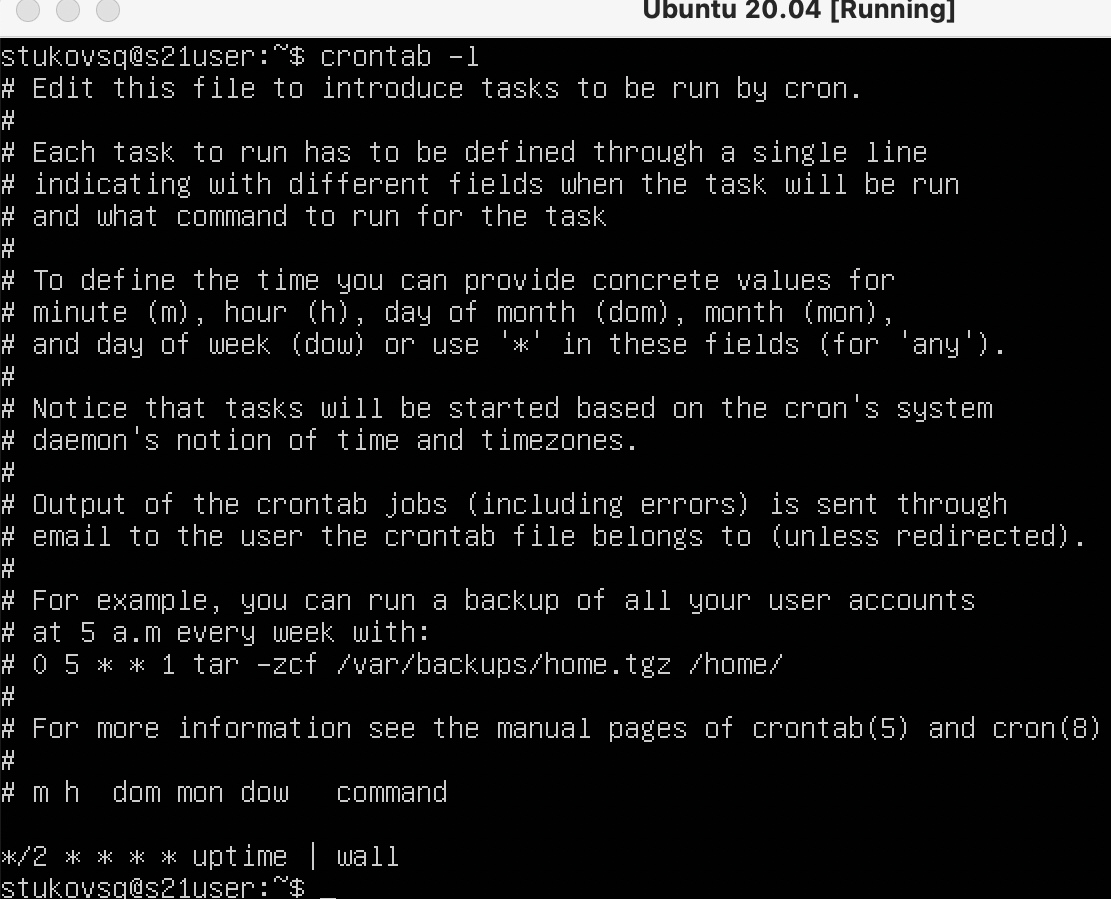 Ubuntu 20.04 [Running]
stukovsq@s21user:~$ crontab -l
# Edit this file to introduce tasks to be run by cron.
#
# Each task to run has to be defined through a single line
# indicating with different fields when the task will be run
# and what command to run for the task
#
# To define the time you can provide concrete values for
# minute (m), hour (h), day of month (dom), month (mon),
# and day of week (dow) or use '*' in these fields (for 'any').
#
# Notice that tasks will be started based on the cron's system
# daemon's notion of time and timezones.
#
# Output of the crontab jobs (including errors) is sent through
# email to the user the crontab file belongs to (unless redirected).
#
# For example, you can run a backup of all your user accounts
# at 5 a.m every week with:
# 0 5 * * 1 tar -zcf /var/backups/home.tgz /home/
#
# For more information see the manual pages of crontab(5) and cron(8)
#
# m h  dom mon dow   command

*/2 * * * * uptime | wall
stukovsq@s21user:~$ _